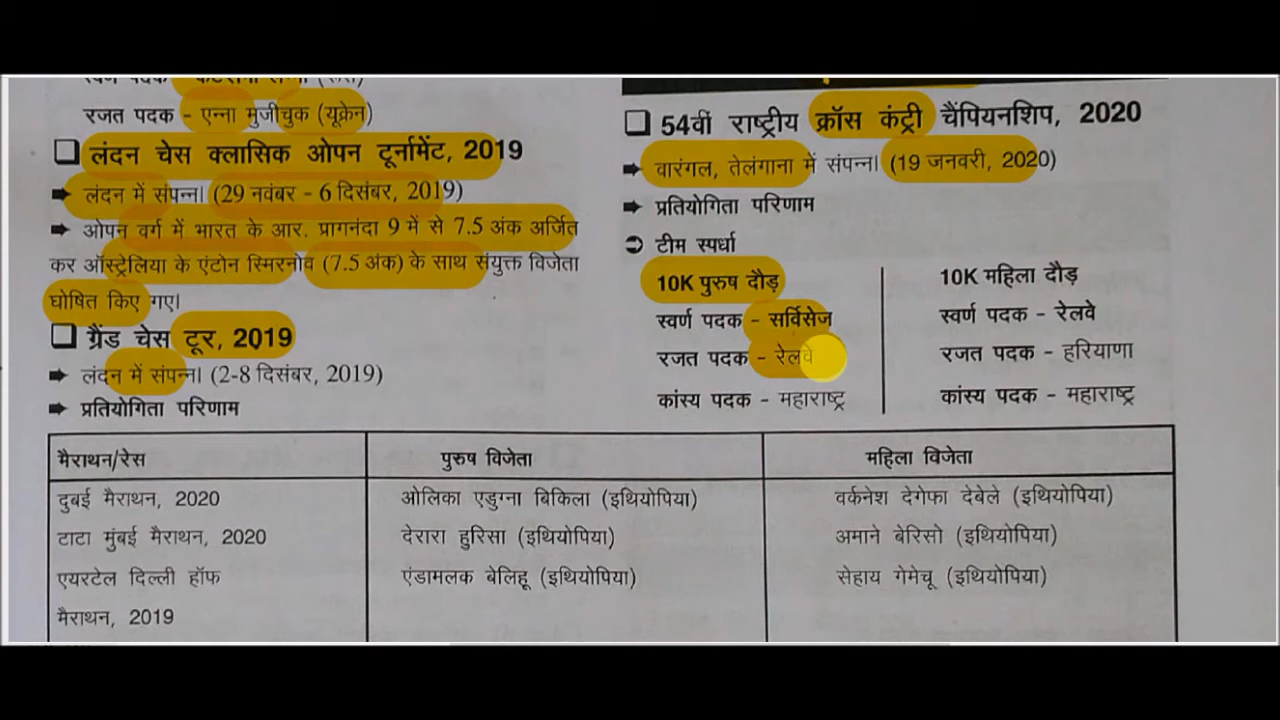 रजत पदक - एन्ना मुजीचुक (यूक्रेन)
लंदन चेस क्लासिक ओपन टूर्नामेंट, 2019
लंदन में संपन्न। (29 नवंबर - 6 दिसंबर, 2019)
ओपन वर्ग में भारत के आर. प्रागनंदा 9 में से 7.5 अंक अर्जित
कर ऑस्ट्रेलिया के एंटोन स्मिरनोव (7.5 अंक) के साथ संयुक्त विजेता
घोषित किए गए।
ग्रैंड चेस टूर, 2019
लंदन में संपन्न। (2-8 दिसंबर, 2019)
प्रतियोगिता परिणाम
54वीं राष्ट्रीय क्रॉस कंट्री चैंपियनशिप, 2020
वारंगल, तेलंगाना में संपन्न। (19 जनवरी, 2020)
प्रतियोगिता परिणाम
टीम स्पर्धा
10K पुरुष दौड़
स्वर्ण पदक - सर्विसेज
रजत पदक - रेलवे
कांस्य पदक - महाराष्ट्र
10K महिला दौड़
स्वर्ण पदक - रेलवे
रजत पदक - हरियाणा
कांस्य पदक - महाराष्ट्र
मैराथन/रेस पुरुष विजेता महिला विजेता
दुबई मैराथन, 2020 ओलिका एडुग्ना बिकिला (इथियोपिया) वर्कनेश देगेफा देबेले (इथियोपिया)
टाटा मुंबई मैराथन, 2020 देरारा हुरिसा (इथियोपिया) अमाने बेरिसो (इथियोपिया)
एयरटेल दिल्ली हॉफ एंडामलक बेलिहू (इथियोपिया) सेहाय गेमेचू (इथियोपिया)
मैराथन, 2019